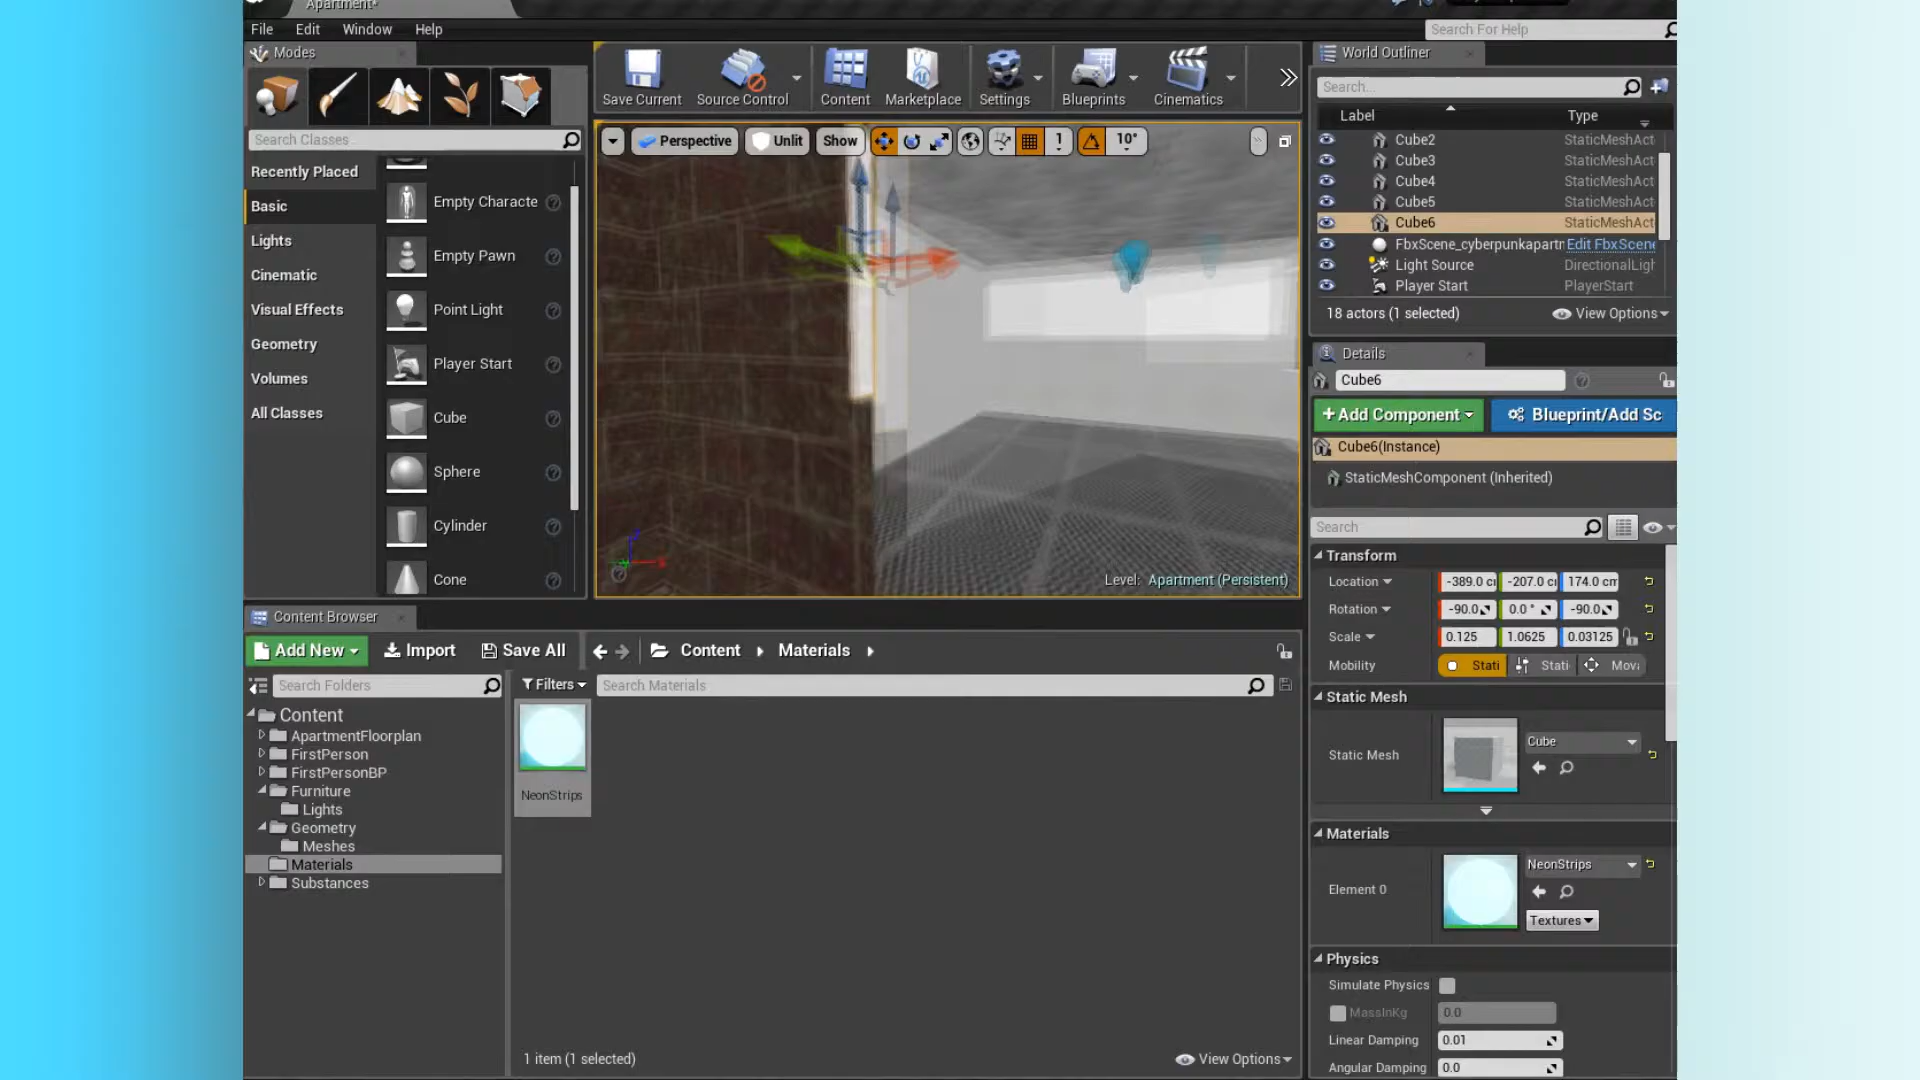 Apartment*
File Edit Window Help
Search For Help
Modes
Search Classes
Recently Placed
Basic
Lights
Cinematic
Visual Effects
Geometry
Volumes
All Classes
Empty Characte
Empty Pawn
Point Light
Player Start
Cube
Sphere
Cylinder
Cone
Save Current Source Control Content Marketplace Settings Blueprints Cinematics
Perspective Unlit Show 1 10°
Level: Apartment (Persistent)
World Outliner
Search...
Label Type
Cube2 StaticMeshAct
Cube3 StaticMeshAct
Cube4 StaticMeshAct
Cube5 StaticMeshAct
Cube6 StaticMeshAct
FbxScene_cyberpunkapartm Edit FbxScene
Light Source DirectionalLigh
Player Start PlayerStart
18 actors (1 selected) View Options
Details
Cube6
+Add Component Blueprint/Add Sc
Cube6(Instance)
StaticMeshComponent (Inherited)
Search
Transform
Location -389.0 cm -207.0 cm 174.0 cm
Rotation -90.0 0.0 ° -90.0
Scale 0.125 1.0625 0.03125
Mobility Stati Stati Movi
Static Mesh
Static Mesh Cube
Materials
Element 0 NeonStrips
Textures
Physics
Simulate Physics
MassInKg 0.0
Linear Damping 0.01
Angular Damping 0.0
Content Browser
Add New Import Save All Content Materials
Search Folders
Filters Search Materials
Content
ApartmentFloorplan
FirstPerson
FirstPersonBP
Furniture
Lights
Geometry
Meshes
Materials
Substances
NeonStrips
1 item (1 selected) View Options